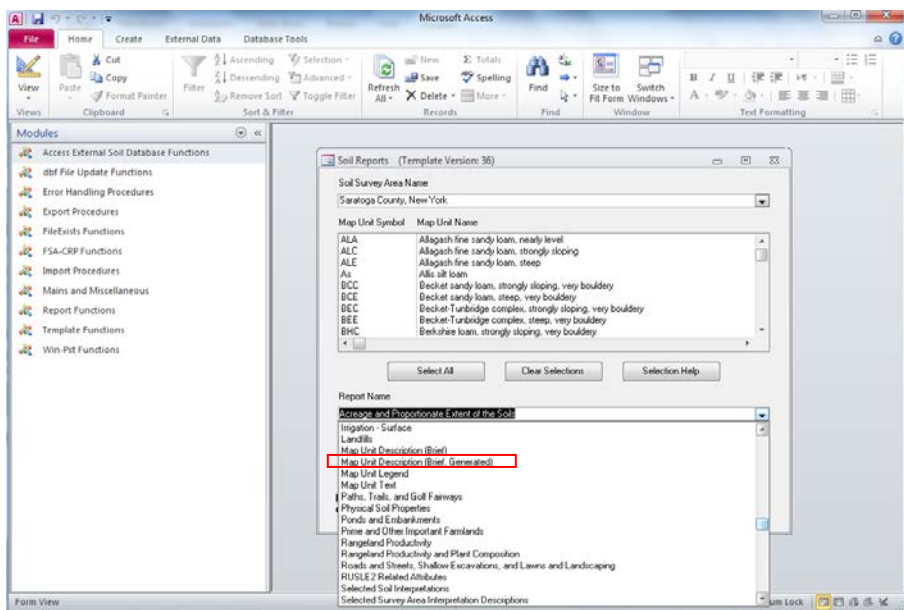 Microsoft Access
File Home Create External Data Database Tools
View
Views
Paste
Cut
Copy
Format Painter
Clipboard
Filter
Ascending
Descending
Remove Sort
Selection
Advanced
Toggle Filter
Sort & Filter
Refresh All
New
Save
Delete
Totals
Spelling
More
Records
Find
Find
Size to Fit Form
Switch Windows
Window
B I U
A
Text Formatting
Modules
Access External Soil Database Functions
dbf File Update Functions
Error Handling Procedures
Export Procedures
FileExists Functions
FSA-CRP Functions
Import Procedures
Mains and Miscellaneous
Report Functions
Template Functions
Win-Pst Functions
Soil Reports (Template Version: 36)
Soil Survey Area Name
Saratoga County, New York
Map Unit Symbol Map Unit Name
ALA Allagash fine sandy loam, nearly level
ALC Allagash fine sandy loam, strongly sloping
ALE Allagash fine sandy loam, steep
As Allis silt loam
BCC Becket sandy loam, strongly sloping, very bouldery
BCE Becket sandy loam, steep, very bouldery
BEC Becket-Tunbridge complex, strongly sloping, very bouldery
BEE Becket-Tunbridge complex, steep, very bouldery
BHC Berkshire loam, strongly sloping, very bouldery
Select All Clear Selections Selection Help
Report Name
Acreage and Proportionate Extent of the Soils
Irrigation - Surface
Landfills
Map Unit Description (Brief)
Map Unit Description (Brief, Generated)
Map Unit Legend
Map Unit Text
Paths, Trails, and Golf Fairways
Physical Soil Properties
Ponds and Embankments
Prime and Other Important Farmlands
Rangeland Productivity
Rangeland Productivity and Plant Composition
Roads and Streets, Shallow Excavations, and Lawns and Landscaping
RUSLE2 Related Attributes
Selected Soil Interpretations
Selected Survey Area Interpretation Descriptions
Form View
um Lock